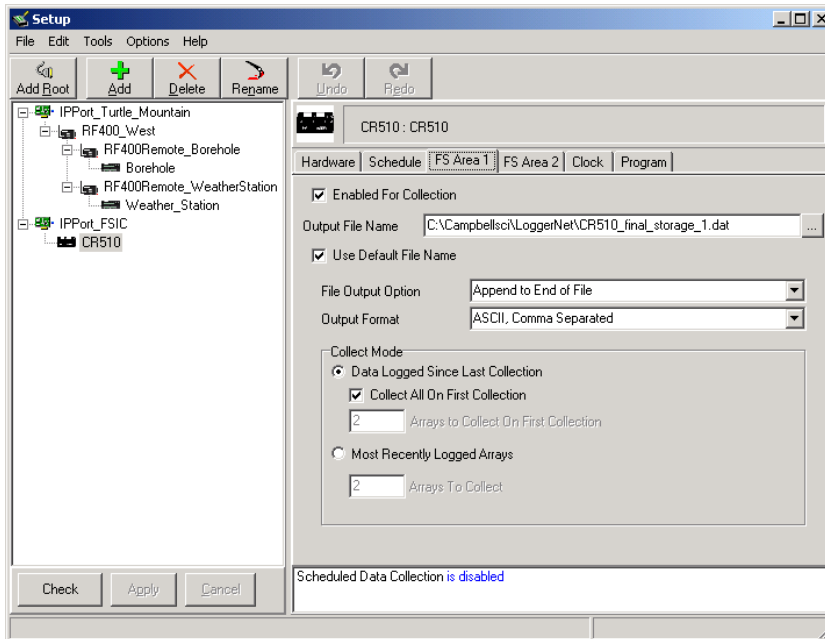 Setup
File Edit Tools Options Help
Add Root Add Delete Rename Undo Redo
IPPort_Turtle_Mountain
RF400_West
RF400Remote_Borehole
Borehole
RF400Remote_WeatherStation
Weather_Station
IPPort_FSIC
CR510
Check Apply Cancel
CR510 : CR510
Hardware Schedule FS Area 1 FS Area 2 Clock Program
Enabled For Collection
Output File Name C:\Campbellsci\LoggerNet\CR510_final_storage_1.dat ...
Use Default File Name
File Output Option Append to End of File
Output Format ASCII, Comma Separated
Collect Mode
Data Logged Since Last Collection
Collect All On First Collection
2 Arrays to Collect On First Collection
Most Recently Logged Arrays
2 Arrays To Collect
Scheduled Data Collection is disabled